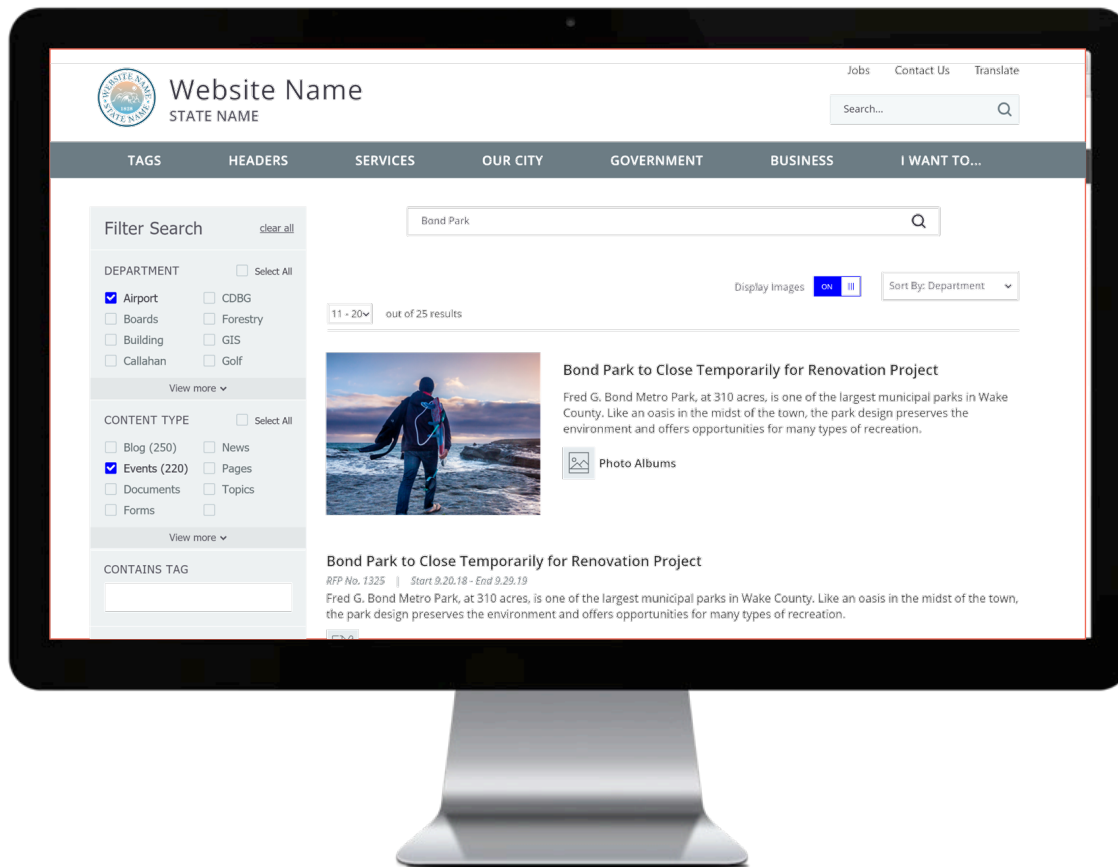 WEBSITE NAME
STATE NAME
Website Name
STATE NAME
Jobs Contact Us Translate
Search...
TAGS HEADERS SERVICES OUR CITY GOVERNMENT BUSINESS I WANT TO...
Filter Search clear all
DEPARTMENT Select All
Airport CDBG
Boards Forestry
Building GIS
Callahan Golf
View more
CONTENT TYPE Select All
Blog (250) News
Events (220) Pages
Documents Topics
Forms
View more
CONTAINS TAG
Bond Park
Display Images ON Sort By: Department
11 - 20 out of 25 results
Bond Park to Close Temporarily for Renovation Project
Fred G. Bond Metro Park, at 310 acres, is one of the largest municipal parks in Wake
County. Like an oasis in the midst of the town, the park design preserves the
environment and offers opportunities for many types of recreation.
Photo Albums
Bond Park to Close Temporarily for Renovation Project
RFP No. 1325 | Start 9.20.18 - End 9.29.19
Fred G. Bond Metro Park, at 310 acres, is one of the largest municipal parks in Wake County. Like an oasis in the midst of the town,
the park design preserves the environment and offers opportunities for many types of recreation.